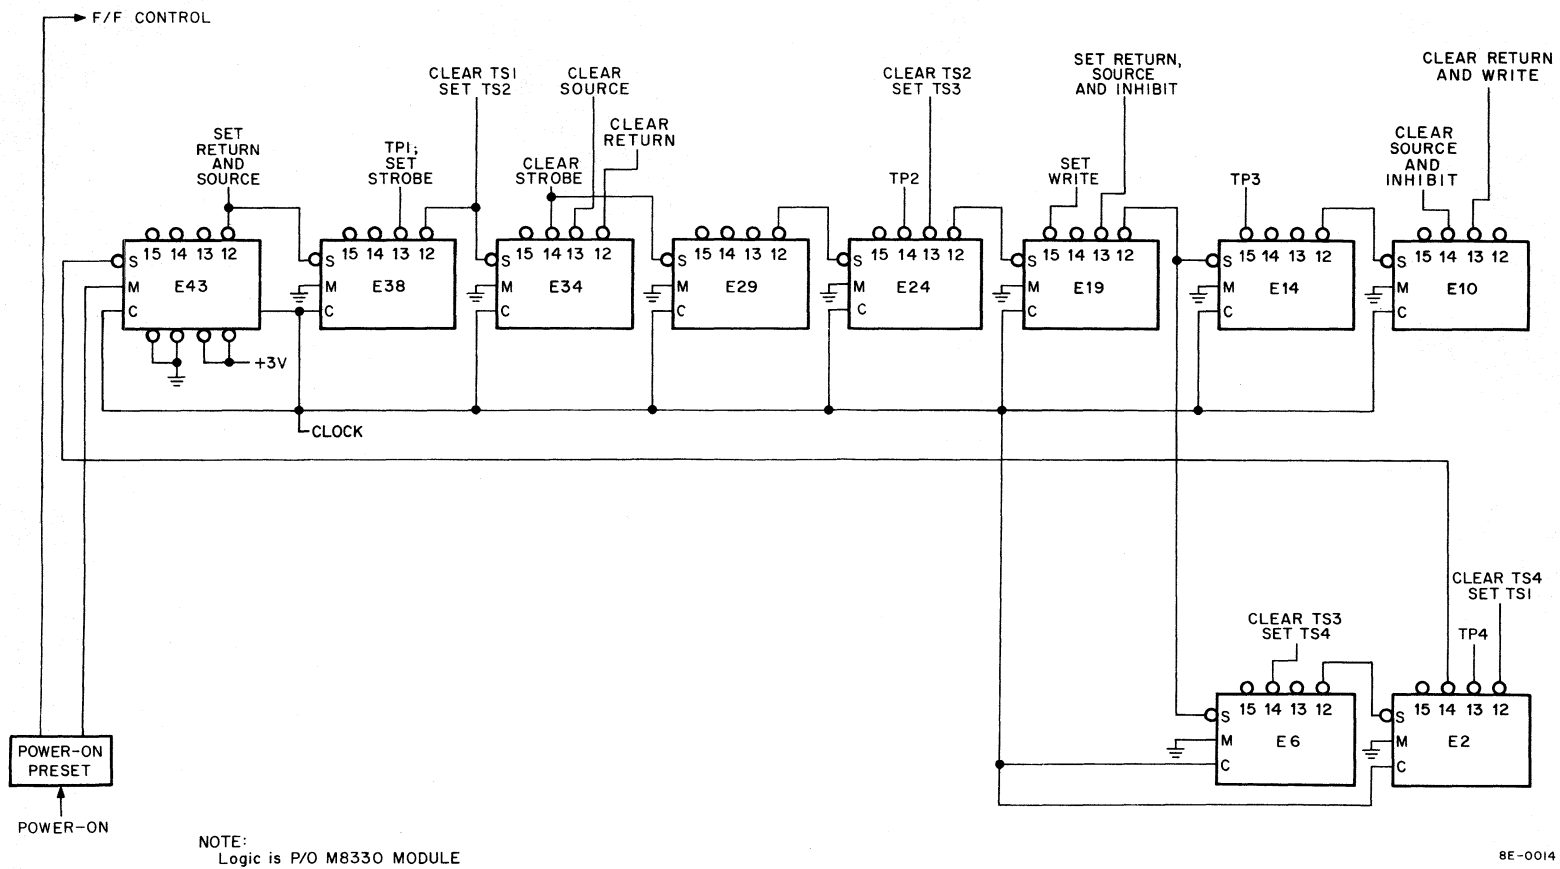 F/F CONTROL
CLEAR TS1
SET TS2
CLEAR
SOURCE
CLEAR
RETURN
CLEAR TS2
SET TS3
SET RETURN,
SOURCE
AND INHIBIT
CLEAR RETURN
AND WRITE
SET
RETURN
AND
SOURCE
TP1;
SET
STROBE
CLEAR
STROBE
TP2
SET
WRITE
TP3
CLEAR
SOURCE
AND
INHIBIT
15 14 13 12
S
M
C
E43
+3V
15 14 13 12
S
M
C
E38
15 14 13 12
S
M
C
E34
15 14 13 12
S
M
C
E29
15 14 13 12
S
M
C
E24
15 14 13 12
S
M
C
E19
15 14 13 12
S
M
C
E14
15 14 13 12
S
M
C
E10
CLOCK
CLEAR TS3
SET TS4
CLEAR TS4
SET TS1
TP4
15 14 13 12
S
M
C
E6
15 14 13 12
S
M
C
E2
POWER-ON
PRESET
POWER-ON
NOTE:
Logic is P/O M8330 MODULE
8E-0014